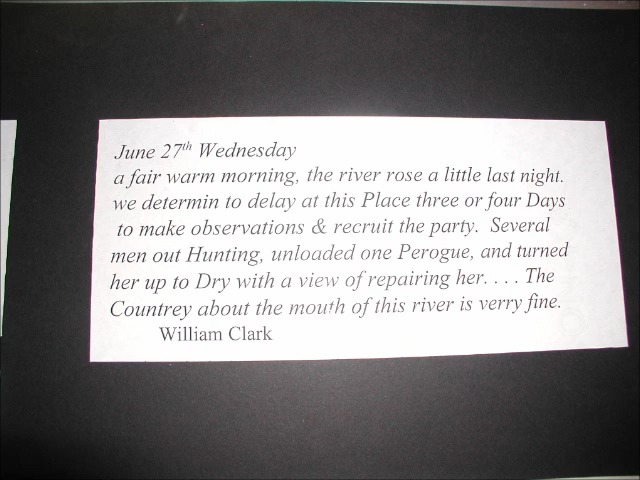 June 27th Wednesday
a fair warm morning, the river rose a little last night.
we determin to delay at this Place three or four Days
to make observations & recruit the party. Several
men out Hunting, unloaded one Perogue, and turned
her up to Dry with a view of repairing her. . . . The
Countrey about the mouth of this river is verry fine.
William Clark